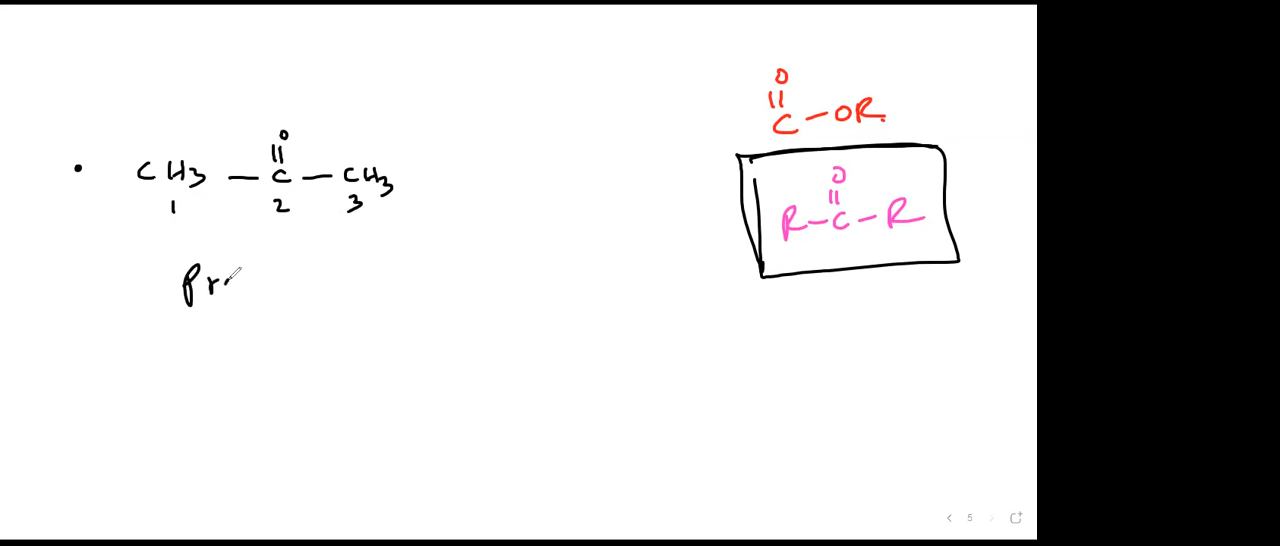 O
||
C - OR
O
||
• CH3 - C - CH3
1 2 3
O
||
R - C - R
Pr
5